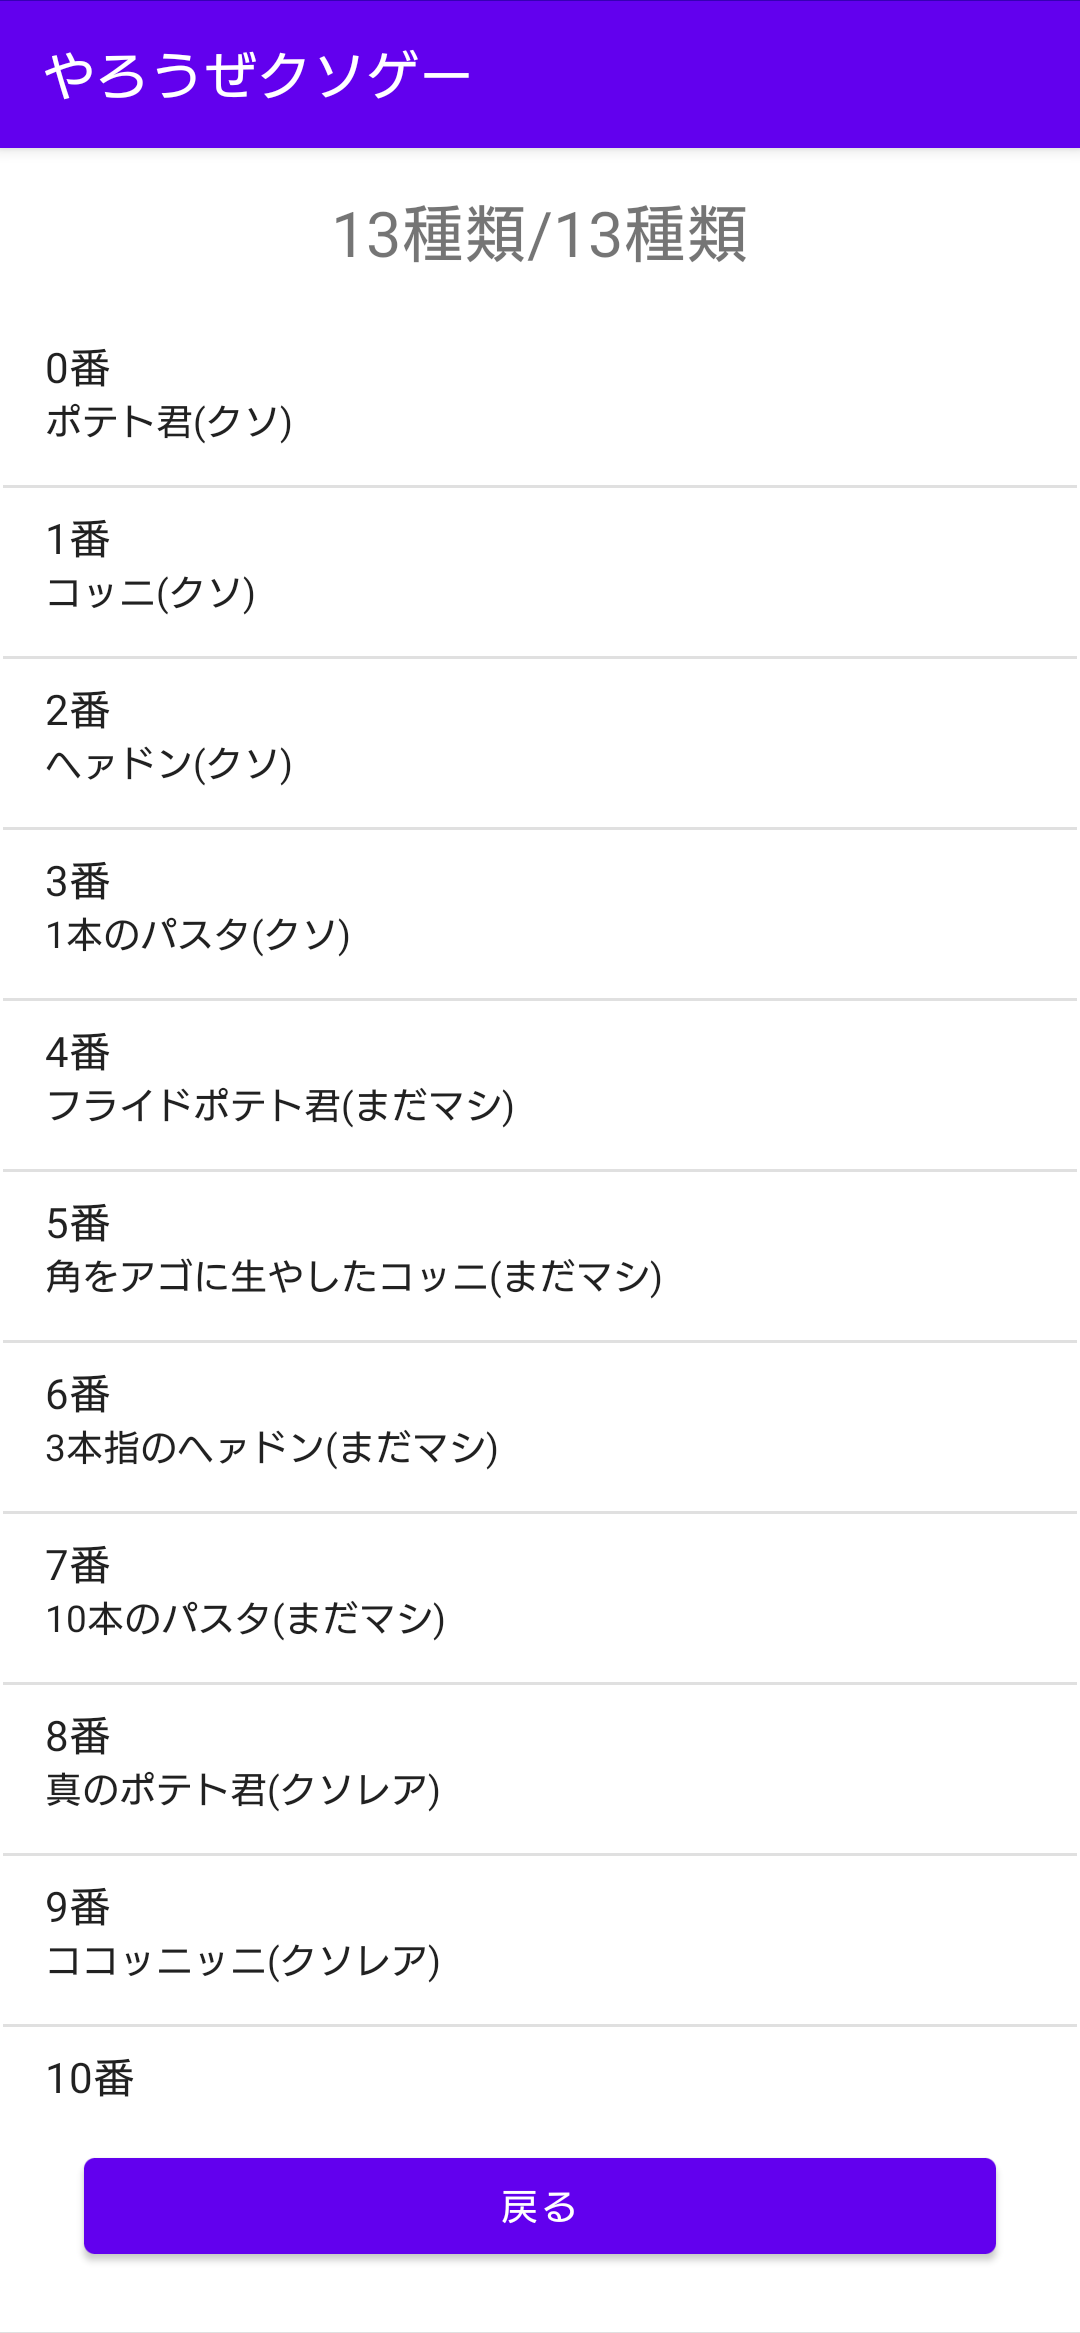 やろうぜクソゲー
13種類/13種類
0番
ポテト君(クソ)
1番
コッニ(クソ)
2番
ヘァドン(クソ)
3番
1本のパスタ(クソ)
4番
フライドポテト君(まだマシ)
5番
角をアゴに生やしたコッニ(まだマシ)
6番
3本指のヘァドン(まだマシ)
7番
10本のパスタ(まだマシ)
8番
真のポテト君(クソレア)
9番
ココッニッニ(クソレア)
10番
戻る